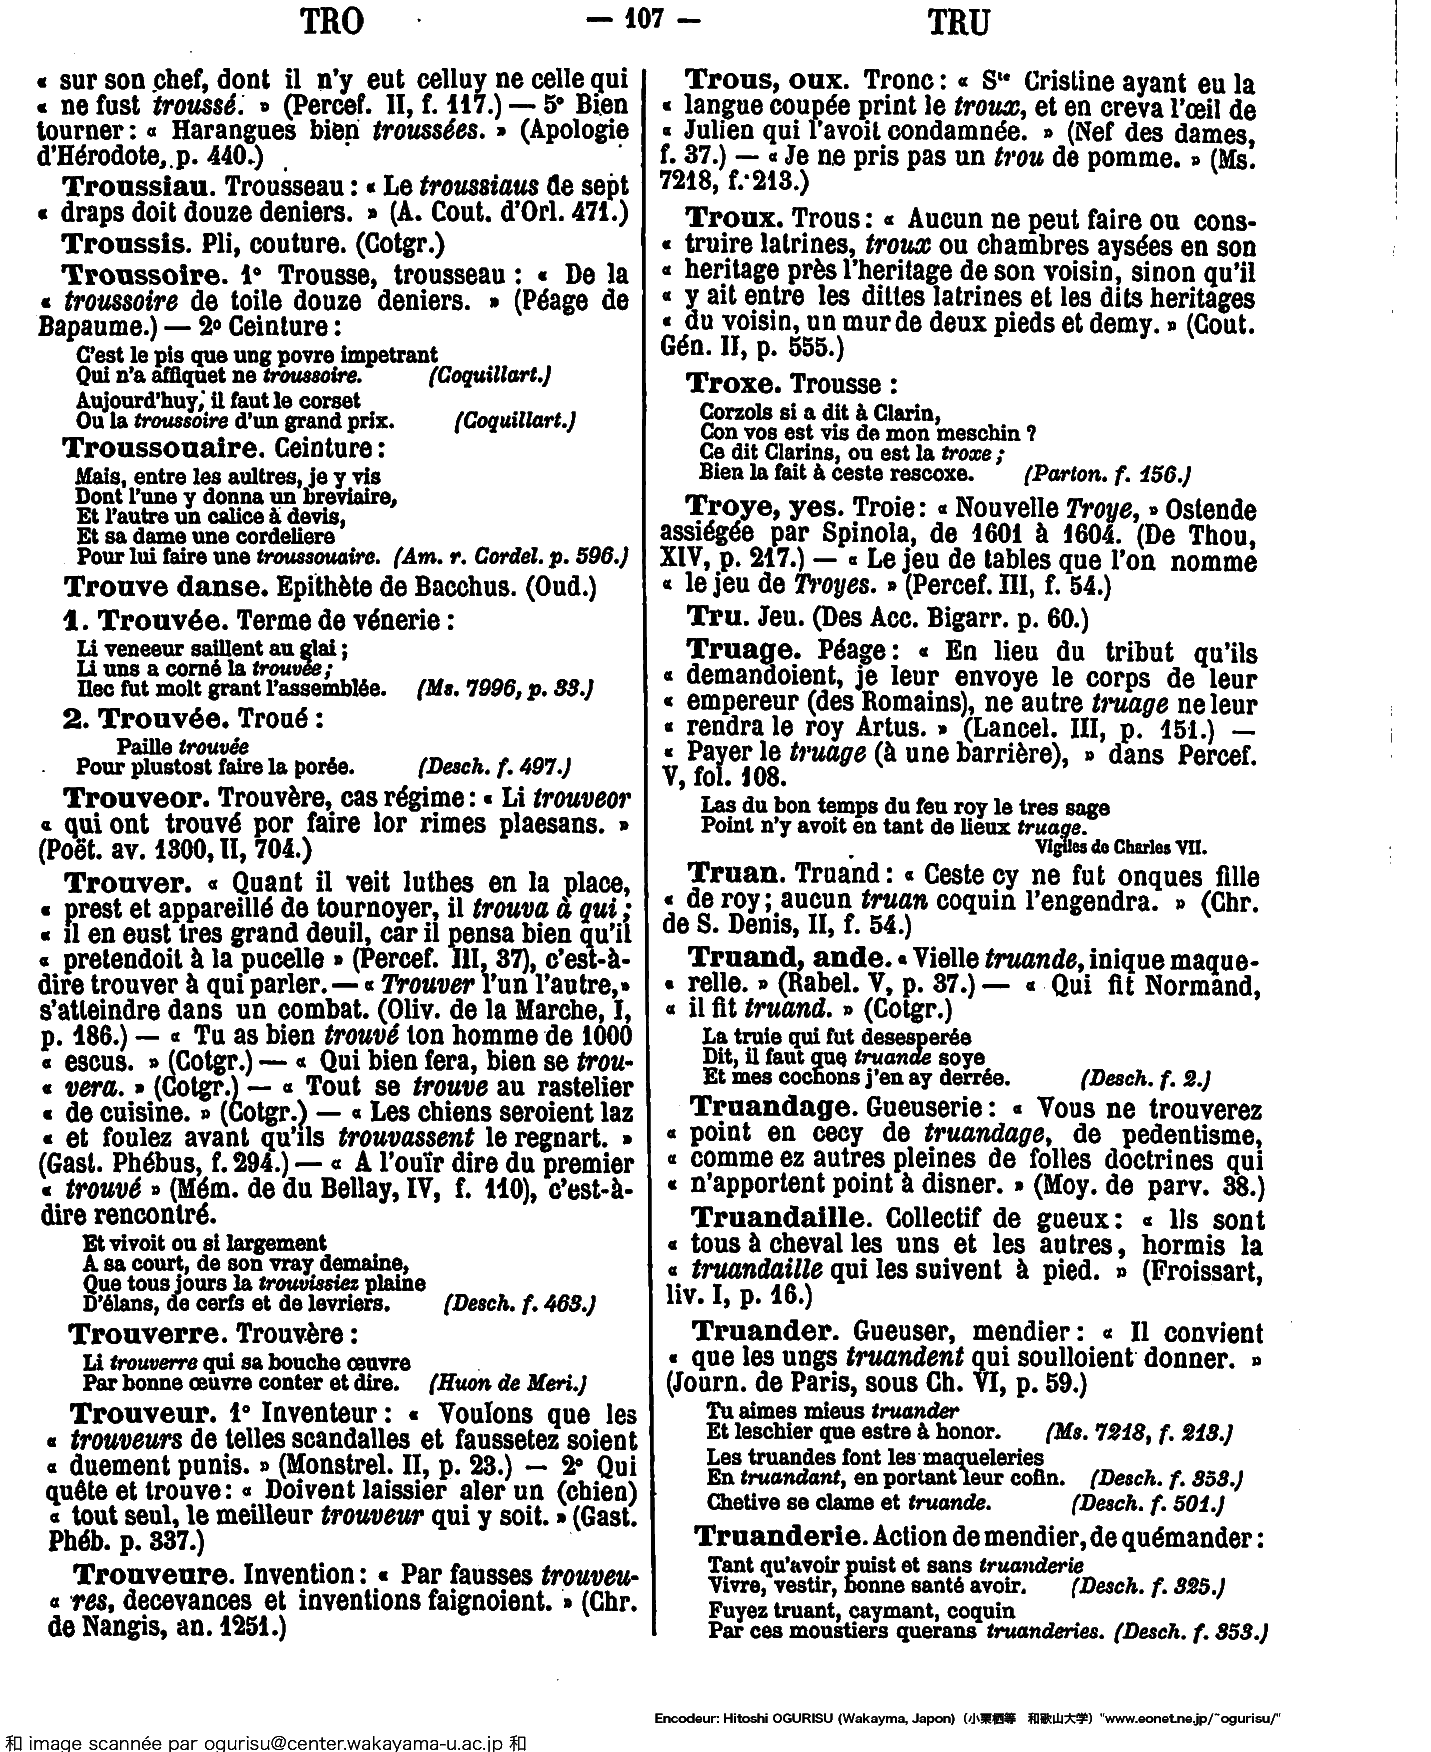 TRO — 107 — TRU
« sur son chef, dont il n'y eut celluy ne celle qui
« ne fust troussé. » (Percef. II, f. 117.) — 5° Bien
tourner : « Harangues bien troussées. » (Apologie
d'Hérodote, p. 440.)
Troussiau. Trousseau : « Le troussiaus de sept
« draps doit douze deniers. » (A. Cout. d'Orl. 471.)
Troussis. Pli, couture. (Cotgr.)
Troussoire. 1° Trousse, trousseau : « De la
« troussoire de toile douze deniers. » (Péage de
Bapaume.) — 2° Ceinture :
C'est le pis que ung povre impetrant
Qui n'a affiquet ne troussoire. (Coquillart.)
Aujourd'huy, il faut le corset
Ou la troussoire d'un grand prix. (Coquillart.)
Troussouaire. Ceinture :
Mais, entre les aultres, je y vis
Dont l'une y donna un breviaire,
Et l'autre un calice à devis,
Et sa dame une cordeliere
Pour lui faire une troussouaire. (Am. r. Cordel. p. 596.)
Trouve danse. Epithète de Bacchus. (Oud.)
1. Trouvée. Terme de vénerie :
Li veneeur saillent au glai ;
Li uns a corné la trouvée ;
Ilec fut molt grant l'assemblée. (Ms. 7996, p. 33.)
2. Trouvée. Troué :
Paille trouvée
Pour plustost faire la porée. (Desch. f. 497.)
Trouveor. Trouvère, cas régime : « Li trouveor
« qui ont trouvé por faire lor rimes plaesans. »
(Poët. av. 1300, II, 704.)
Trouver. « Quant il veit luthes en la place,
« prest et appareillé de tournoyer, il trouva à qui ;
« il en eust tres grand deuil, car il pensa bien qu'il
« pretendoit à la pucelle » (Percef. III, 37), c'est-à-
dire trouver à qui parler. — « Trouver l'un l'autre, »
s'atteindre dans un combat. (Oliv. de la Marche, I,
p. 186.) — « Tu as bien trouvé ton homme de 1000
« escus. » (Cotgr.) — « Qui bien fera, bien se trou-
« vera. » (Cotgr.) — « Tout se trouve au rastelier
« de cuisine. » (Cotgr.) — « Les chiens seroient laz
« et foulez avant qu'ils trouvassent le regnart. »
(Gast. Phébus, f. 294.) — « A l'ouïr dire du premier
« trouvé » (Mém. de du Bellay, IV, f. 110), c'est-à-
dire rencontré.
Et vivoit ou si largement
A sa court, de son vray demaine,
Que tous jours la trouvissiez plaine
D'élans, de cerfs et de levriers. (Desch. f. 463.)
Trouverre. Trouvère :
Li trouverre qui sa bouche œuvre
Par bonne œuvre conter et dire. (Huon de Meri.)
Trouveur. 1° Inventeur : « Voulons que les
« trouveurs de telles scandalles et faussetez soient
« duement punis. » (Monstrel. II, p. 23.) — 2° Qui
quête et trouve : « Doivent laissier aler un (chien)
« tout seul, le meilleur trouveur qui y soit. » (Gast.
Phéb. p. 337.)
Trouveure. Invention : « Par fausses trouveu-
« res, decevances et inventions faignoient. » (Chr.
de Nangis, an. 1251.)
Trous, oux. Tronc : « Ste Cristine ayant eu la
« langue coupée print le troux, et en creva l'œil de
« Julien qui l'avoit condamnée. » (Nef des dames,
f. 37.) — « Je ne pris pas un trou de pomme. » (Ms.
7218, f. 213.)
Troux. Trous : « Aucun ne peut faire ou cons-
« truire latrines, troux ou chambres aysées en son
« heritage près l'heritage de son voisin, sinon qu'il
« y ait entre les dittes latrines et les dits heritages
« du voisin, un mur de deux pieds et demy. » (Cout.
Gén. II, p. 555.)
Troxe. Trousse :
Corzols si a dit à Clarin,
Con vos est vis de mon meschin ?
Ce dit Clarins, ou est la troxe ;
Bien la fait à ceste rescoxe. (Parton. f. 156.)
Troye, yes. Troie : « Nouvelle Troye, » Ostende
assiégée par Spinola, de 1601 à 1604. (De Thou,
XIV, p. 217.) — « Le jeu de tables que l'on nomme
« le jeu de Troyes. » (Percef. III, f. 54.)
Tru. Jeu. (Des Acc. Bigarr. p. 60.)
Truage. Péage : « En lieu du tribut qu'ils
« demandoient, je leur envoye le corps de leur
« empereur (des Romains), ne autre truage ne leur
« rendra le roy Artus. » (Lancel. III, p. 151.) —
« Payer le truage (à une barrière), » dans Percef.
V, fol. 108.
Las du bon temps du feu roy le tres sage
Point n'y avoit en tant de lieux truage.
Vigiles de Charles VII.
Truan. Truand : « Ceste cy ne fut onques fille
« de roy ; aucun truan coquin l'engendra. » (Chr.
de S. Denis, II, f. 54.)
Truand, ande. « Vielle truande, inique maque-
« relle. » (Rabel. V, p. 37.) — « Qui fit Normand,
« il fit truand. » (Cotgr.)
La truie qui fut desesperée
Dit, il faut que truande soye
Et mes cochons j'en ay derrée. (Desch. f. 2.)
Truandage. Gueuserie : « Vous ne trouverez
« point en cecy de truandage, de pedentisme,
« comme ez autres pleines de folles doctrines qui
« n'apportent point à disner. » (Moy. de parv. 38.)
Truandaille. Collectif de gueux : « Ils sont
« tous à cheval les uns et les autres, hormis la
« truandaille qui les suivent à pied. » (Froissart,
liv. I, p. 16.)
Truander. Gueuser, mendier : « Il convient
« que les ungs truandent qui soulloient donner. »
(Journ. de Paris, sous Ch. VI, p. 59.)
Tu aimes mieus truander
Et leschier que estre à honor. (Ms. 7218, f. 213.)
Les truandes font les maqueleries
En truandant, en portant leur cofin. (Desch. f. 353.)
Chetive se clame et truande. (Desch. f. 501.)
Truanderie. Action de mendier, de quémander :
Tant qu'avoir puist et sans truanderie
Vivre, vestir, bonne santé avoir. (Desch. f. 325.)
Fuyez truant, caymant, coquin
Par ces moustiers querans truanderies. (Desch. f. 353.)
Encodeur: Hitoshi OGURISU (Wakayma, Japon) (小栗栖等 和歌山大学) "www.eonet.ne.jp/~ogurisu/"
和 image scannée par ogurisu@center.wakayama-u.ac.jp 和